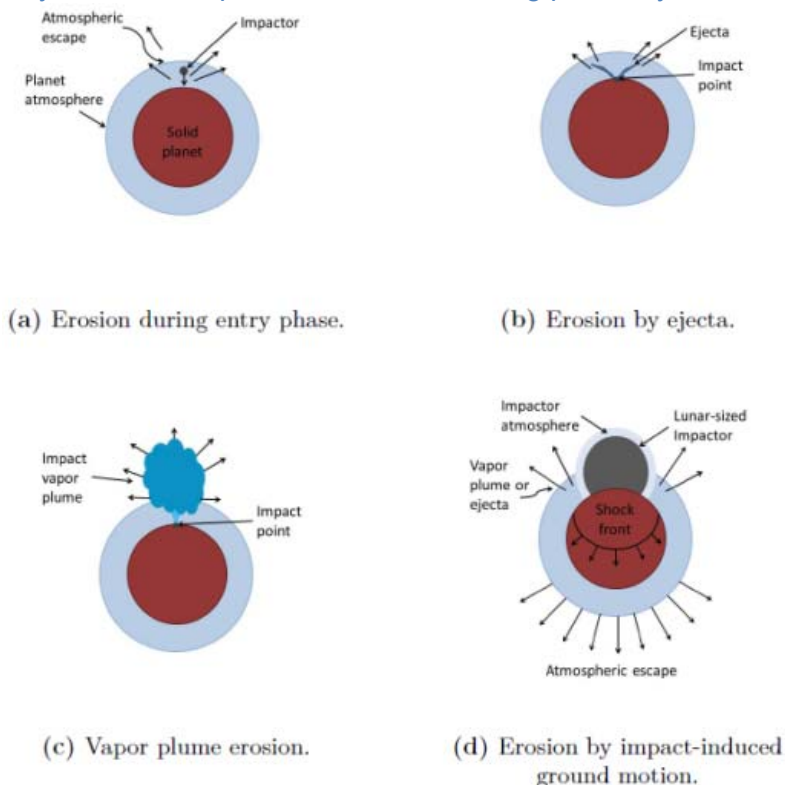 Atmospheric
escape
Impactor
Planet
atmosphere
Solid
planet
Ejecta
Impact
point
(a) Erosion during entry phase.
(b) Erosion by ejecta.
Impact
vapor
plume
Impact
point
Impactor
atmosphere
Lunar-sized
Impactor
Vapor
plume or
ejecta
Shock
front
Atmospheric escape
(c) Vapor plume erosion.
(d) Erosion by impact-induced
ground motion.